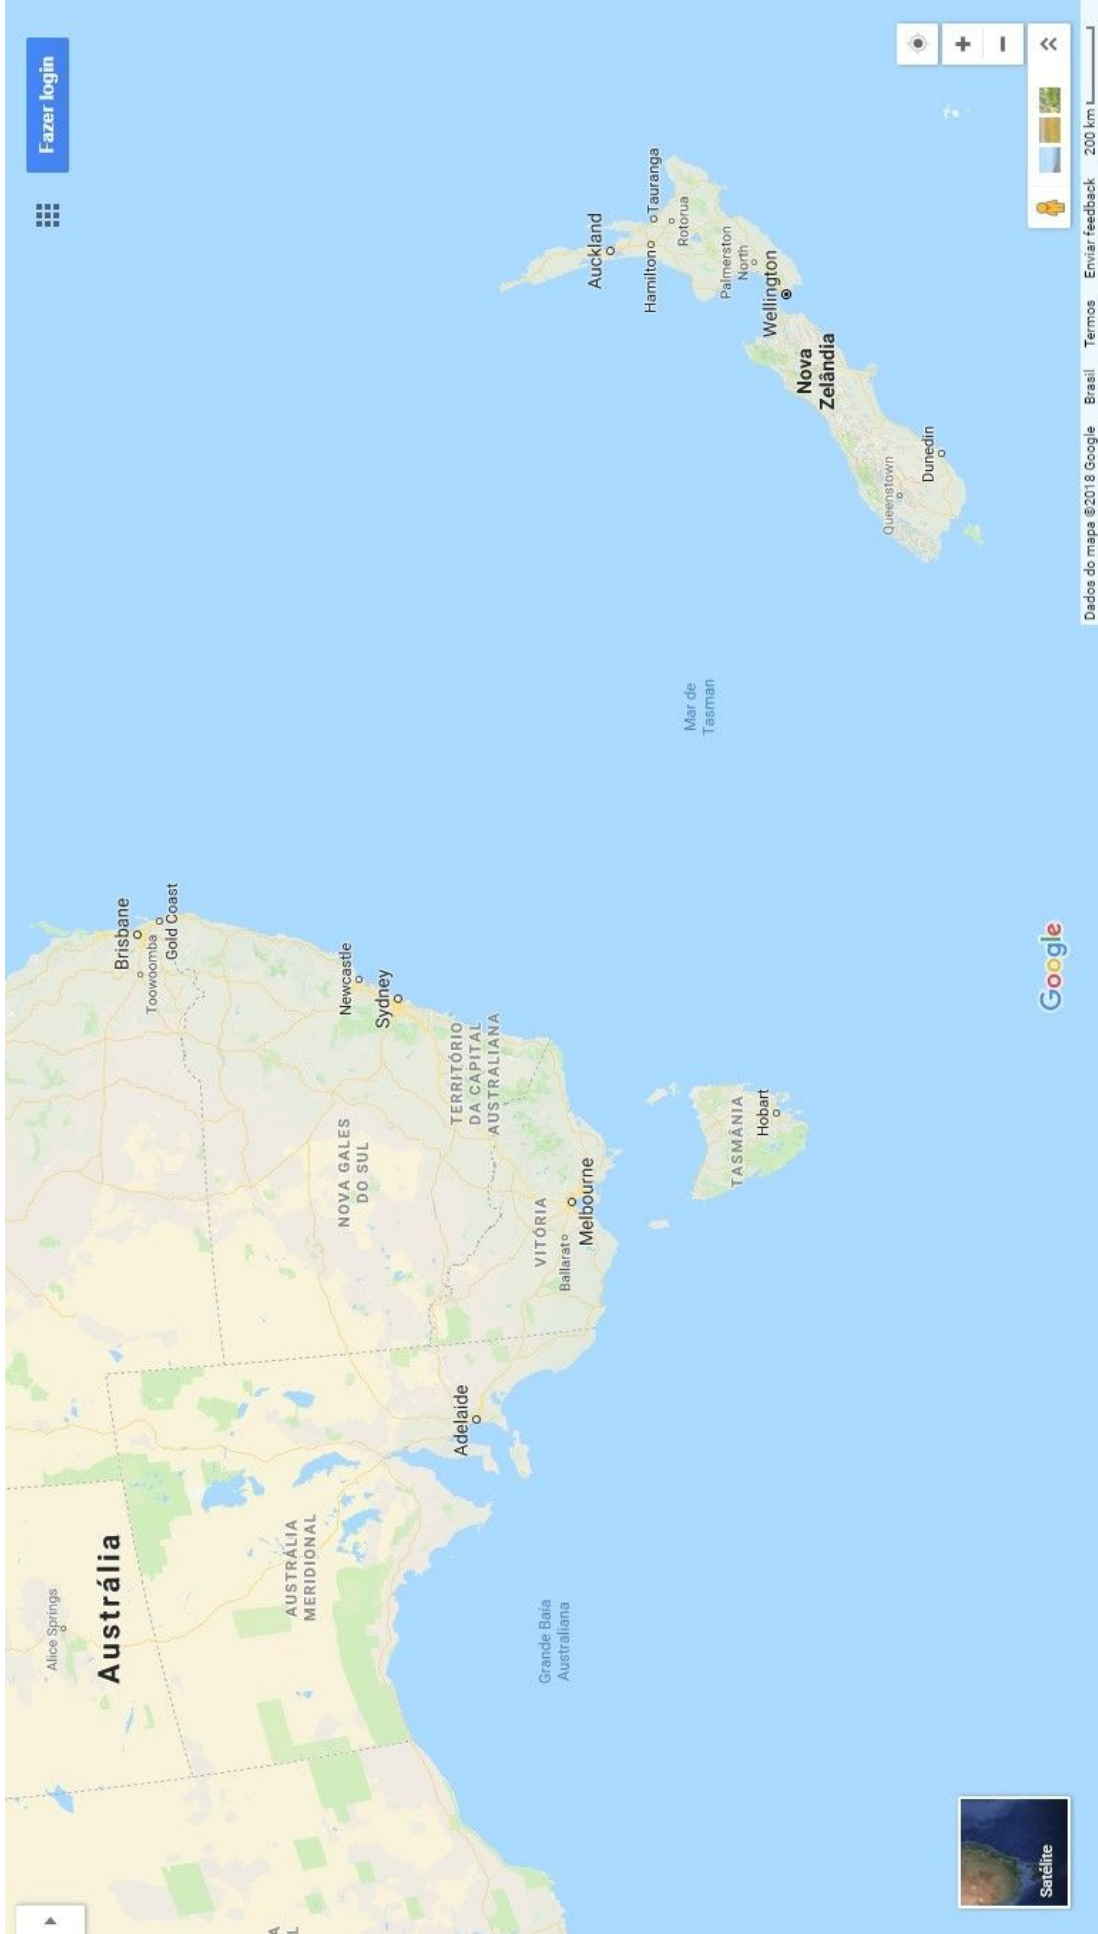 Fazer login
Alice Springs
Austrália
Brisbane
Toowoomba
Gold Coast
AUSTRÁLIA
MERIDIONAL
NOVA GALES
DO SUL
Newcastle
Sydney
Adelaide
TERRITÓRIO
DA CAPITAL
AUSTRALIANA
VITÓRIA
Ballarat
Melbourne
Grande Baía
Australiana
TASMÂNIA
Hobart
Mar de
Tasman
Auckland
Hamilton
Tauranga
Rotorua
Palmerston
North
Wellington
Nova
Zelândia
Queenstown
Dunedin
Satélite
Google
Dados do mapa ©2018 Google Brasil Termos Enviar feedback 200 km